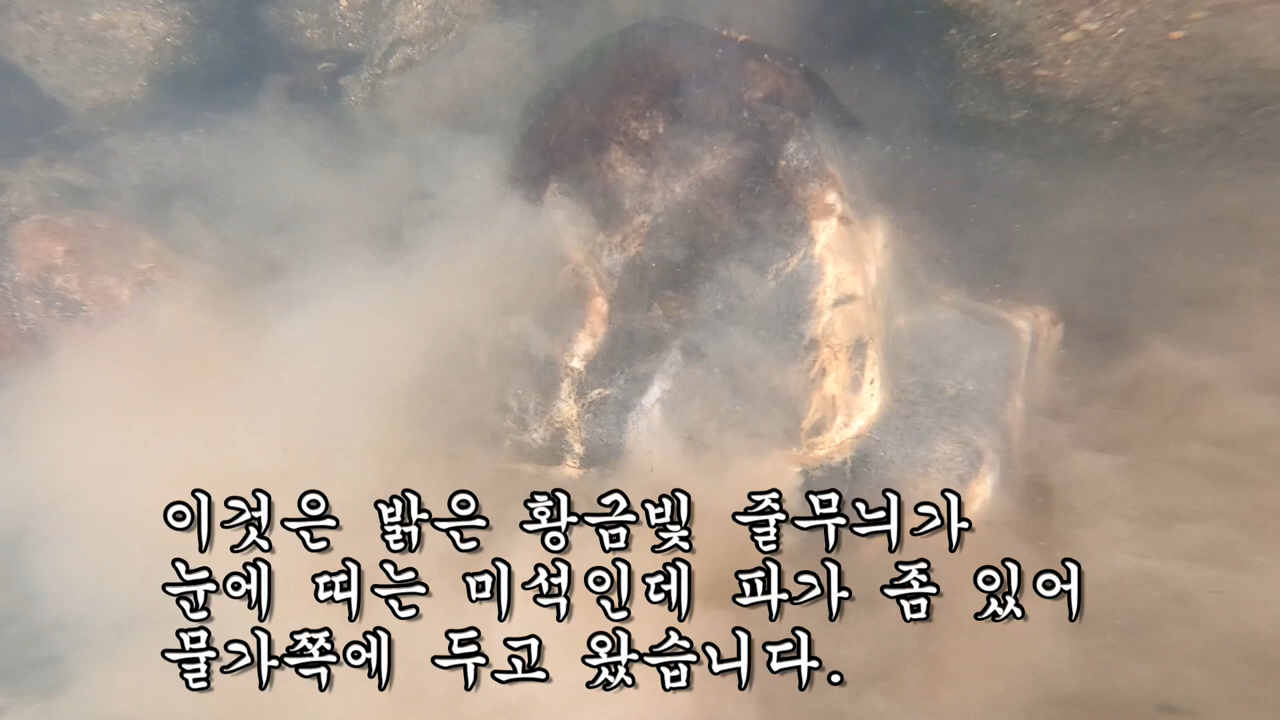 이것은 밝은 황금빛 줄무늬가
눈에 띠는 미석인데 파가 좀 있어
물가쪽에 두고 왔습니다.